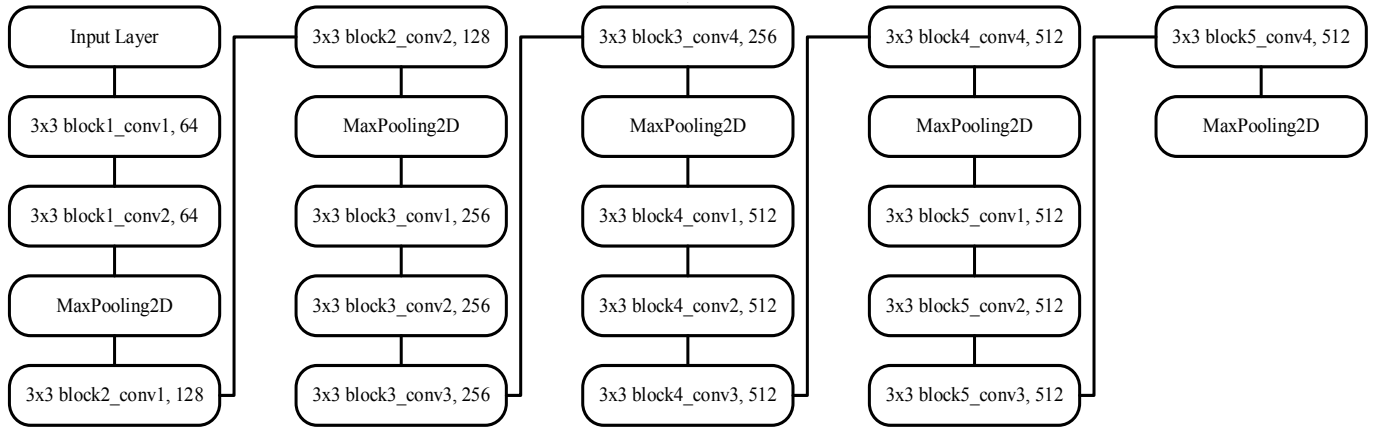 Input Layer
3x3 block1_conv1, 64
3x3 block1_conv2, 64
MaxPooling2D
3x3 block2_conv1, 128
3x3 block2_conv2, 128
MaxPooling2D
3x3 block3_conv1, 256
3x3 block3_conv2, 256
3x3 block3_conv3, 256
3x3 block3_conv4, 256
MaxPooling2D
3x3 block4_conv1, 512
3x3 block4_conv2, 512
3x3 block4_conv3, 512
3x3 block4_conv4, 512
MaxPooling2D
3x3 block5_conv1, 512
3x3 block5_conv2, 512
3x3 block5_conv3, 512
3x3 block5_conv4, 512
MaxPooling2D